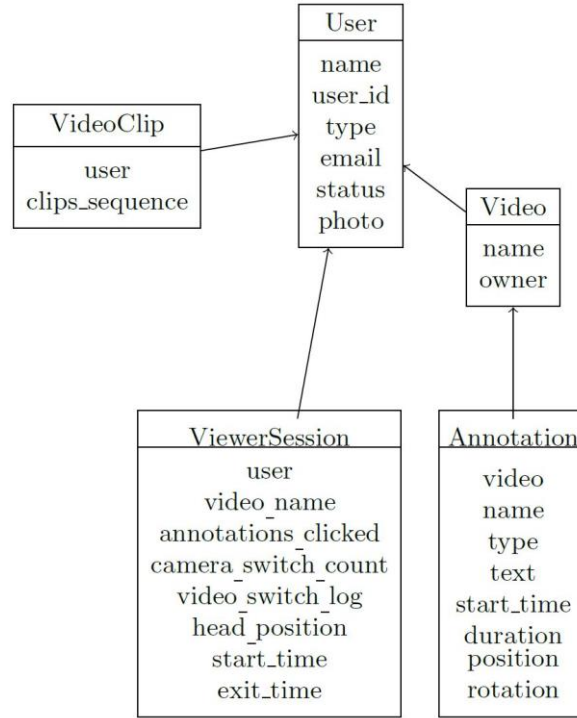 User
name
user_id
type
email
status
photo
VideoClip
user
clips_sequence
Video
name
owner
ViewerSession
user
video_name
annotations_clicked
camera_switch_count
video_switch_log
head_position
start_time
exit_time
Annotation
video
name
type
text
start_time
duration
position
rotation